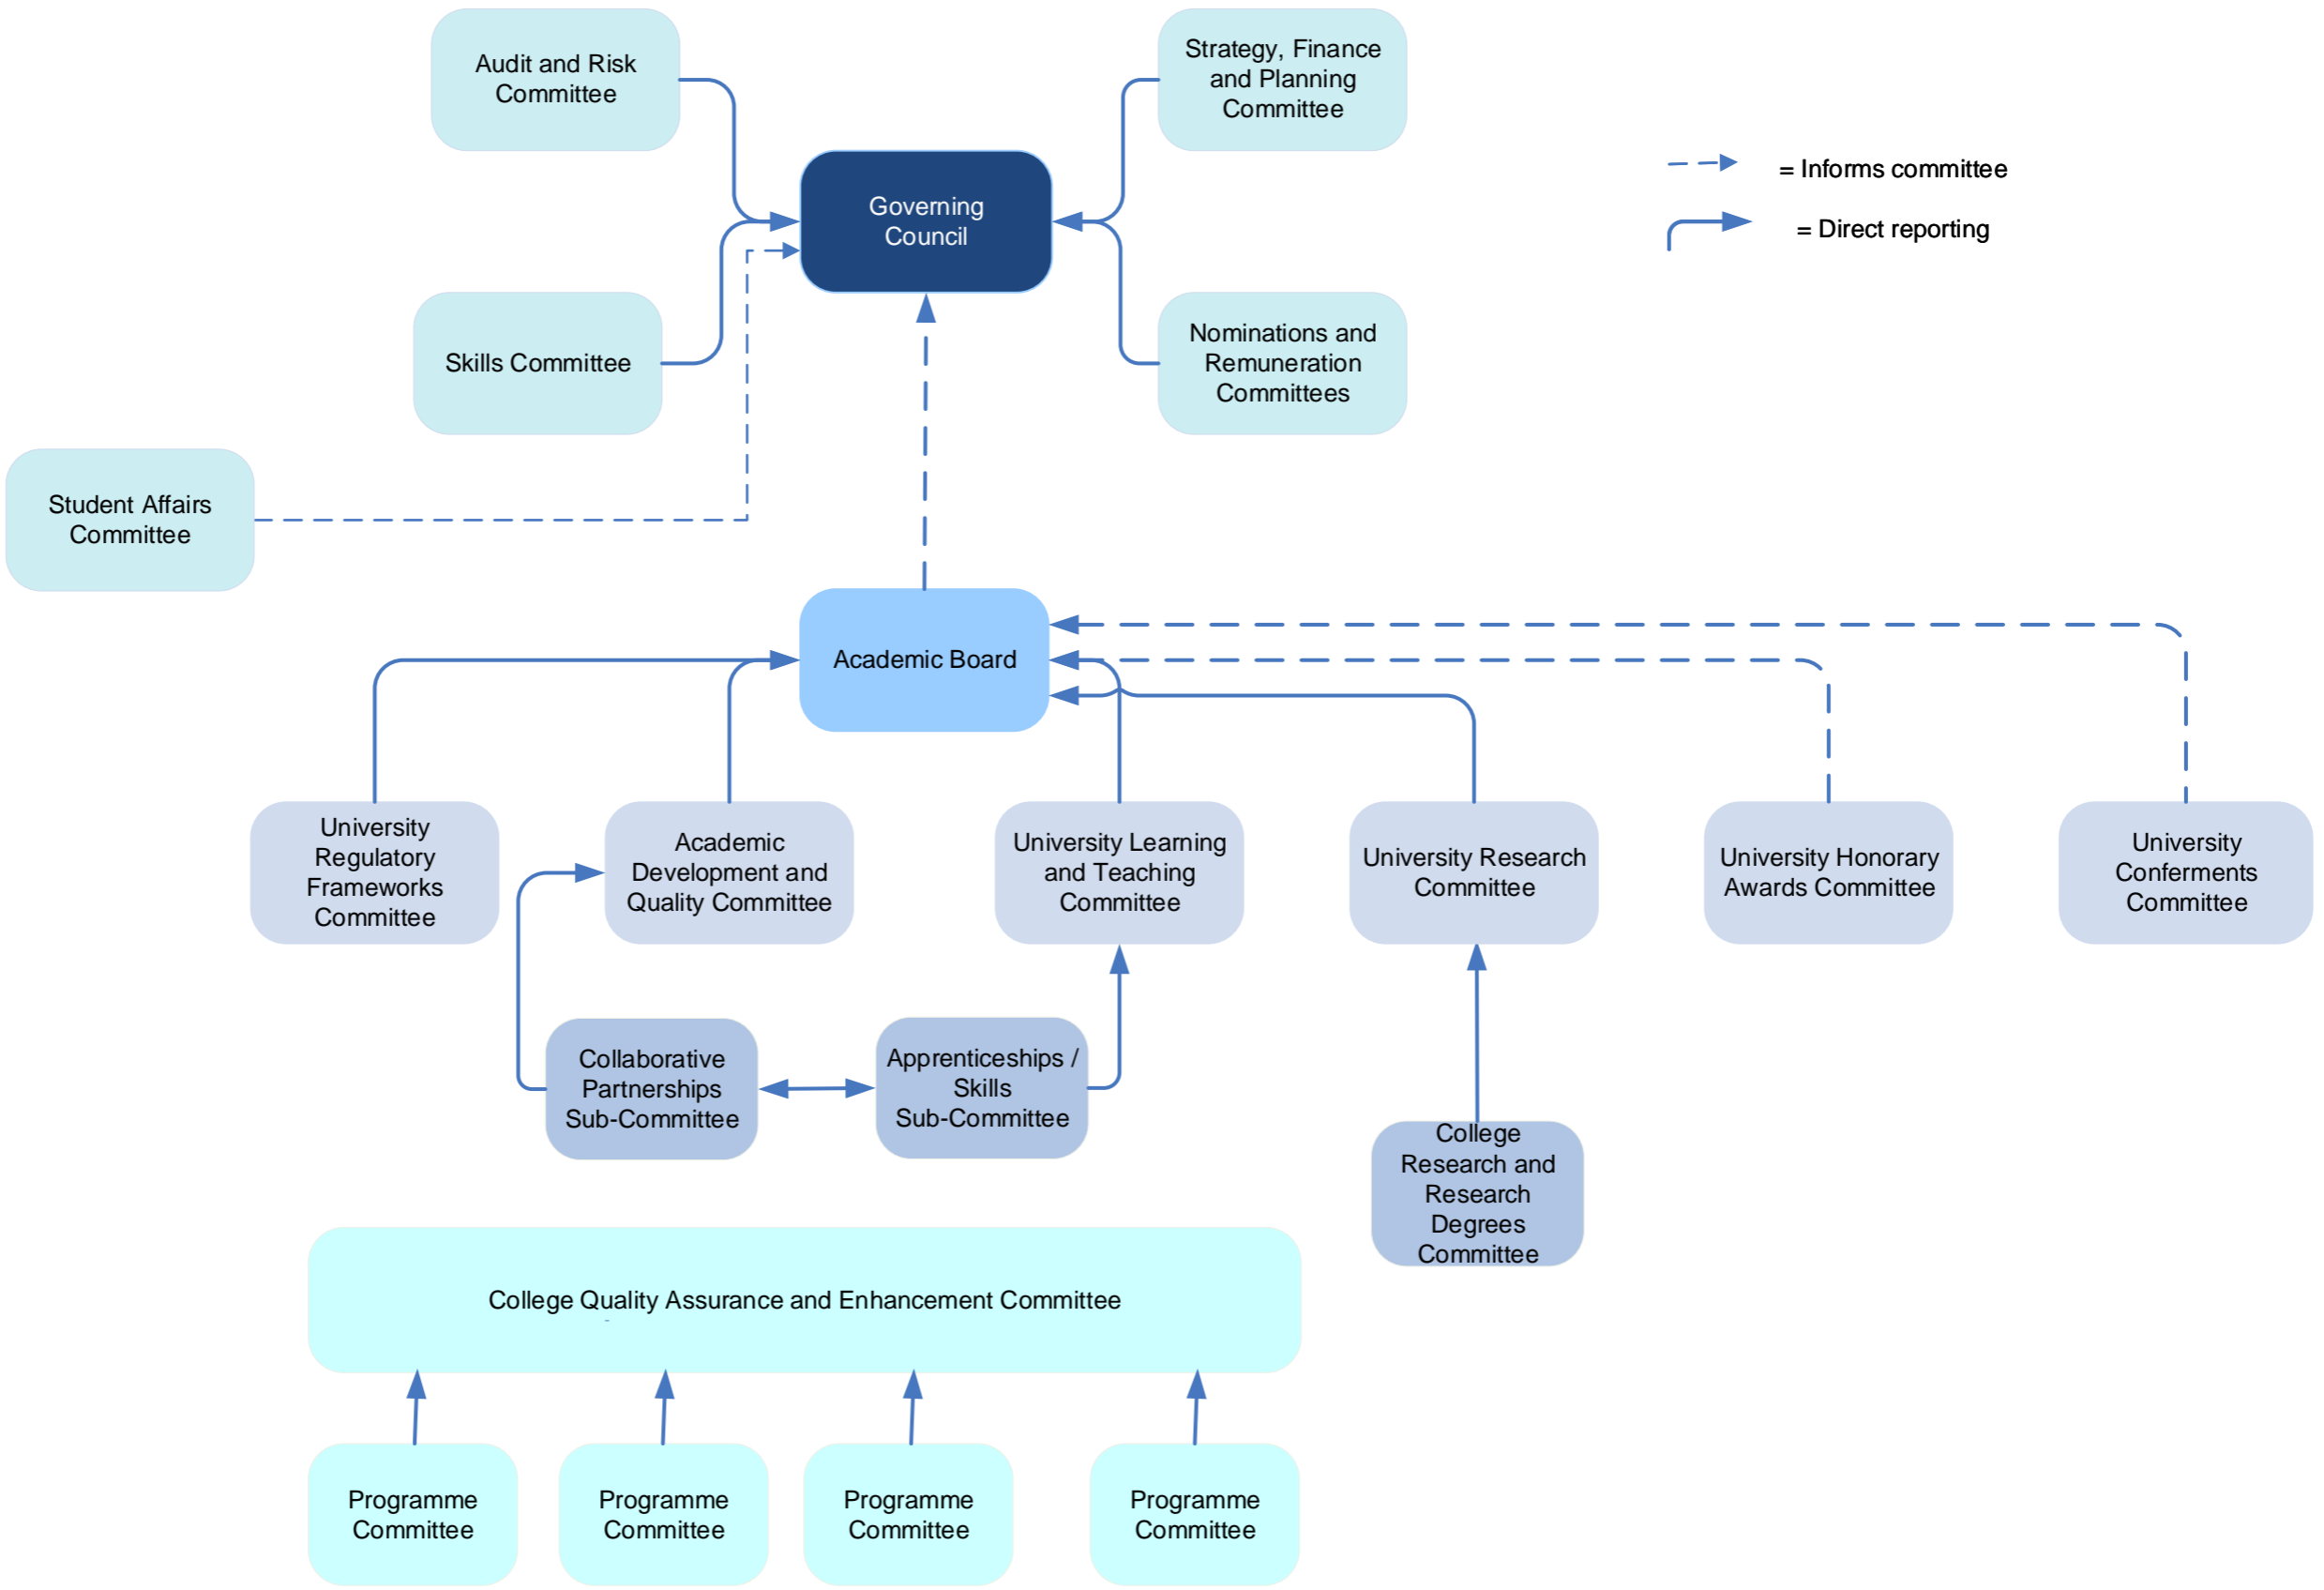 Audit and Risk
Committee
Strategy, Finance
and Planning
Committee
= Informs committee
= Direct reporting
Governing
Council
Skills Committee
Nominations and
Remuneration
Committees
Student Affairs
Committee
Academic Board
University
Regulatory
Frameworks
Committee
Academic
Development and
Quality Committee
University Learning
and Teaching
Committee
University Research
Committee
University Honorary
Awards Committee
University
Conferments
Committee
Collaborative
Partnerships
Sub-Committee
Apprenticeships /
Skills
Sub-Committee
College
Research and
Research
Degrees
Committee
College Quality Assurance and Enhancement Committee
Programme
Committee
Programme
Committee
Programme
Committee
Programme
Committee